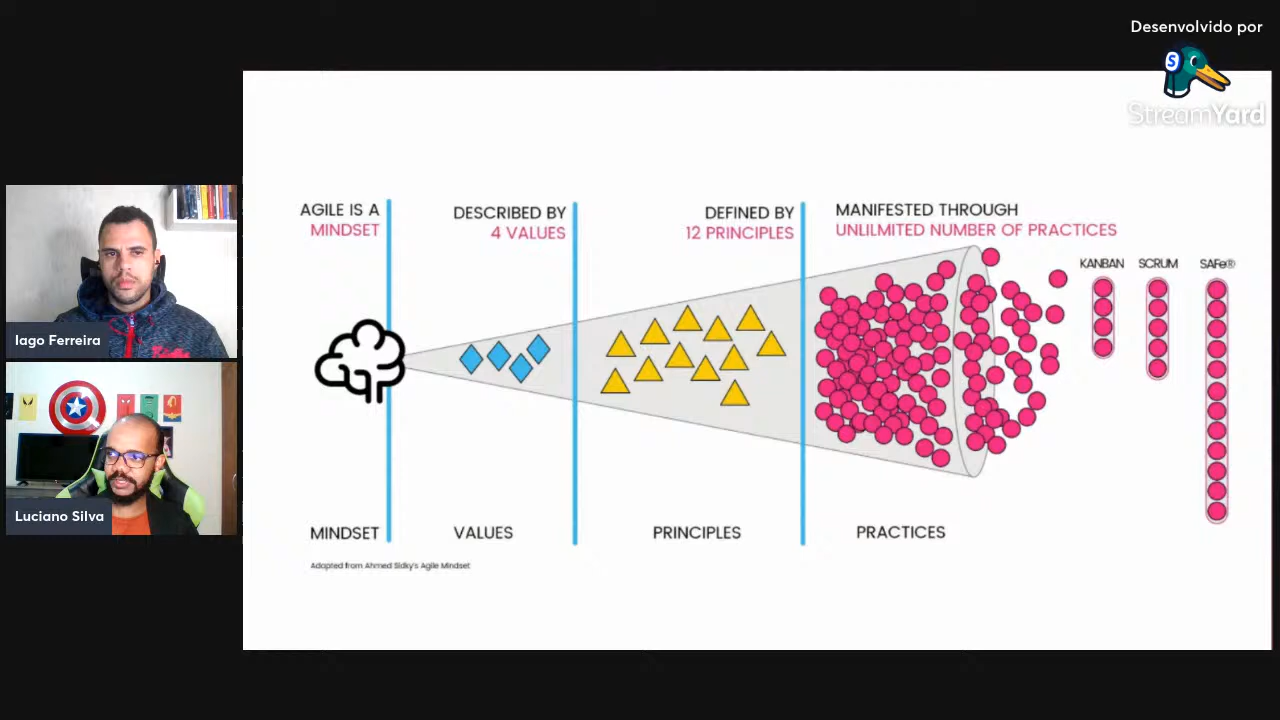 Desenvolvido por
StreamYard
AGILE IS A
MINDSET
DESCRIBED BY
4 VALUES
DEFINED BY
12 PRINCIPLES
MANIFESTED THROUGH
UNLILMITED NUMBER OF PRACTICES
KANBAN
SCRUM
SAFe®
Iago Ferreira
Luciano Silva
MINDSET
VALUES
PRINCIPLES
PRACTICES
Adapted from Ahmed Sidky's Agile Mindset